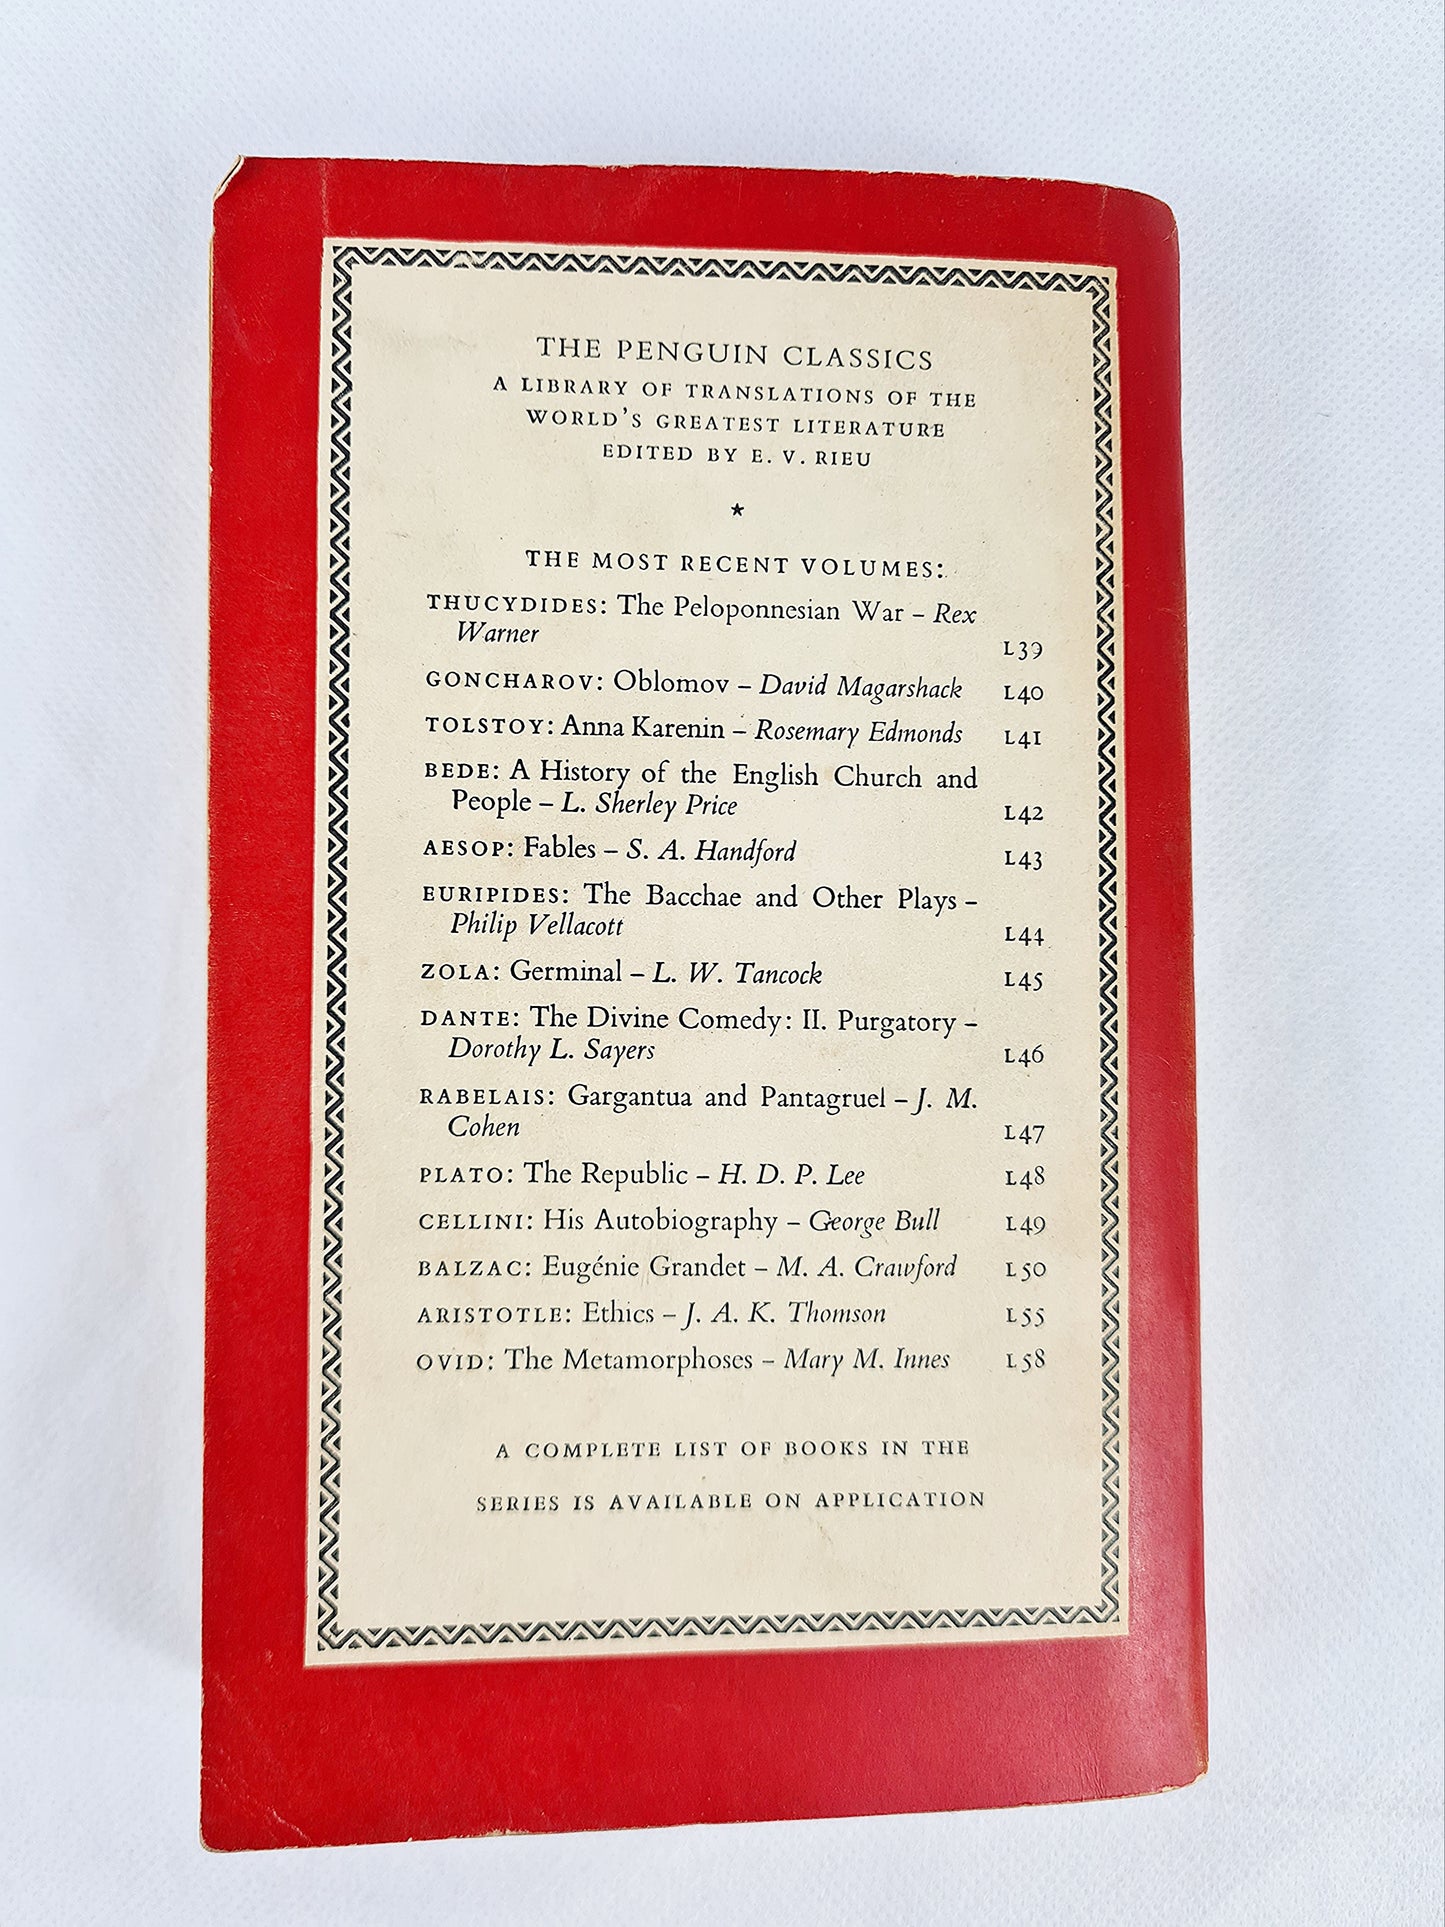 THE PENGUIN CLASSICS
A LIBRARY OF TRANSLATIONS OF THE
WORLD'S GREATEST LITERATURE
EDITED BY E. V. RIEU
★
THE MOST RECENT VOLUMES:
THUCYDIDES: The Peloponnesian War – Rex
Warner L39
GONCHAROV: Oblomov – David Magarshack L40
TOLSTOY: Anna Karenin – Rosemary Edmonds L41
BEDE: A History of the English Church and
People – L. Sherley Price L42
AESOP: Fables – S. A. Handford L43
EURIPIDES: The Bacchae and Other Plays –
Philip Vellacott L44
ZOLA: Germinal – L. W. Tancock L45
DANTE: The Divine Comedy: II. Purgatory –
Dorothy L. Sayers L46
RABELAIS: Gargantua and Pantagruel – J. M.
Cohen L47
PLATO: The Republic – H. D. P. Lee L48
CELLINI: His Autobiography – George Bull L49
BALZAC: Eugénie Grandet – M. A. Crawford L50
ARISTOTLE: Ethics – J. A. K. Thomson L55
OVID: The Metamorphoses – Mary M. Innes L58
A COMPLETE LIST OF BOOKS IN THE
SERIES IS AVAILABLE ON APPLICATION